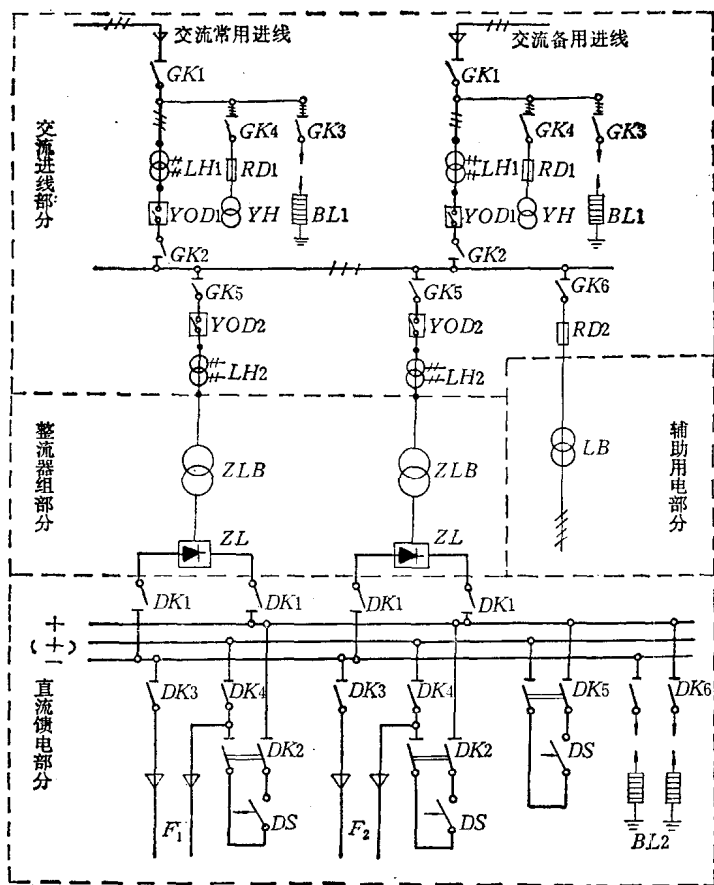 交流常用进线 交流备用进线
GK1 GK1
交流进线部分
GK4 GK3 GK4 GK3
LH1 RD1 LH1 RD1
YOD1 YH BL1 YOD1 YH BL1
GK2 GK2
GK5 GK5 GK6
YOD2 YOD2 RD2
LH2 LH2
整流器组部分
辅助用电部分
ZLB ZLB LB
ZL ZL
DK1 DK1 DK1 DK1
+
(+)
−
直流馈电部分
DK3 DK4 DK3 DK4 DK5 DK6
DK2 DK2 DS
F1 DS F2 DS BL2